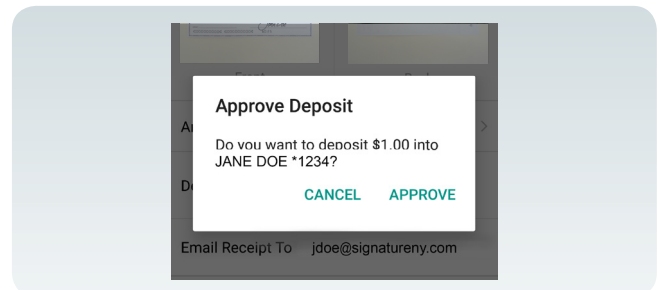 Approve Deposit
Do you want to deposit $1.00 into
JANE DOE *1234?
CANCEL APPROVE
Email Receipt To jdoe@signatureny.com